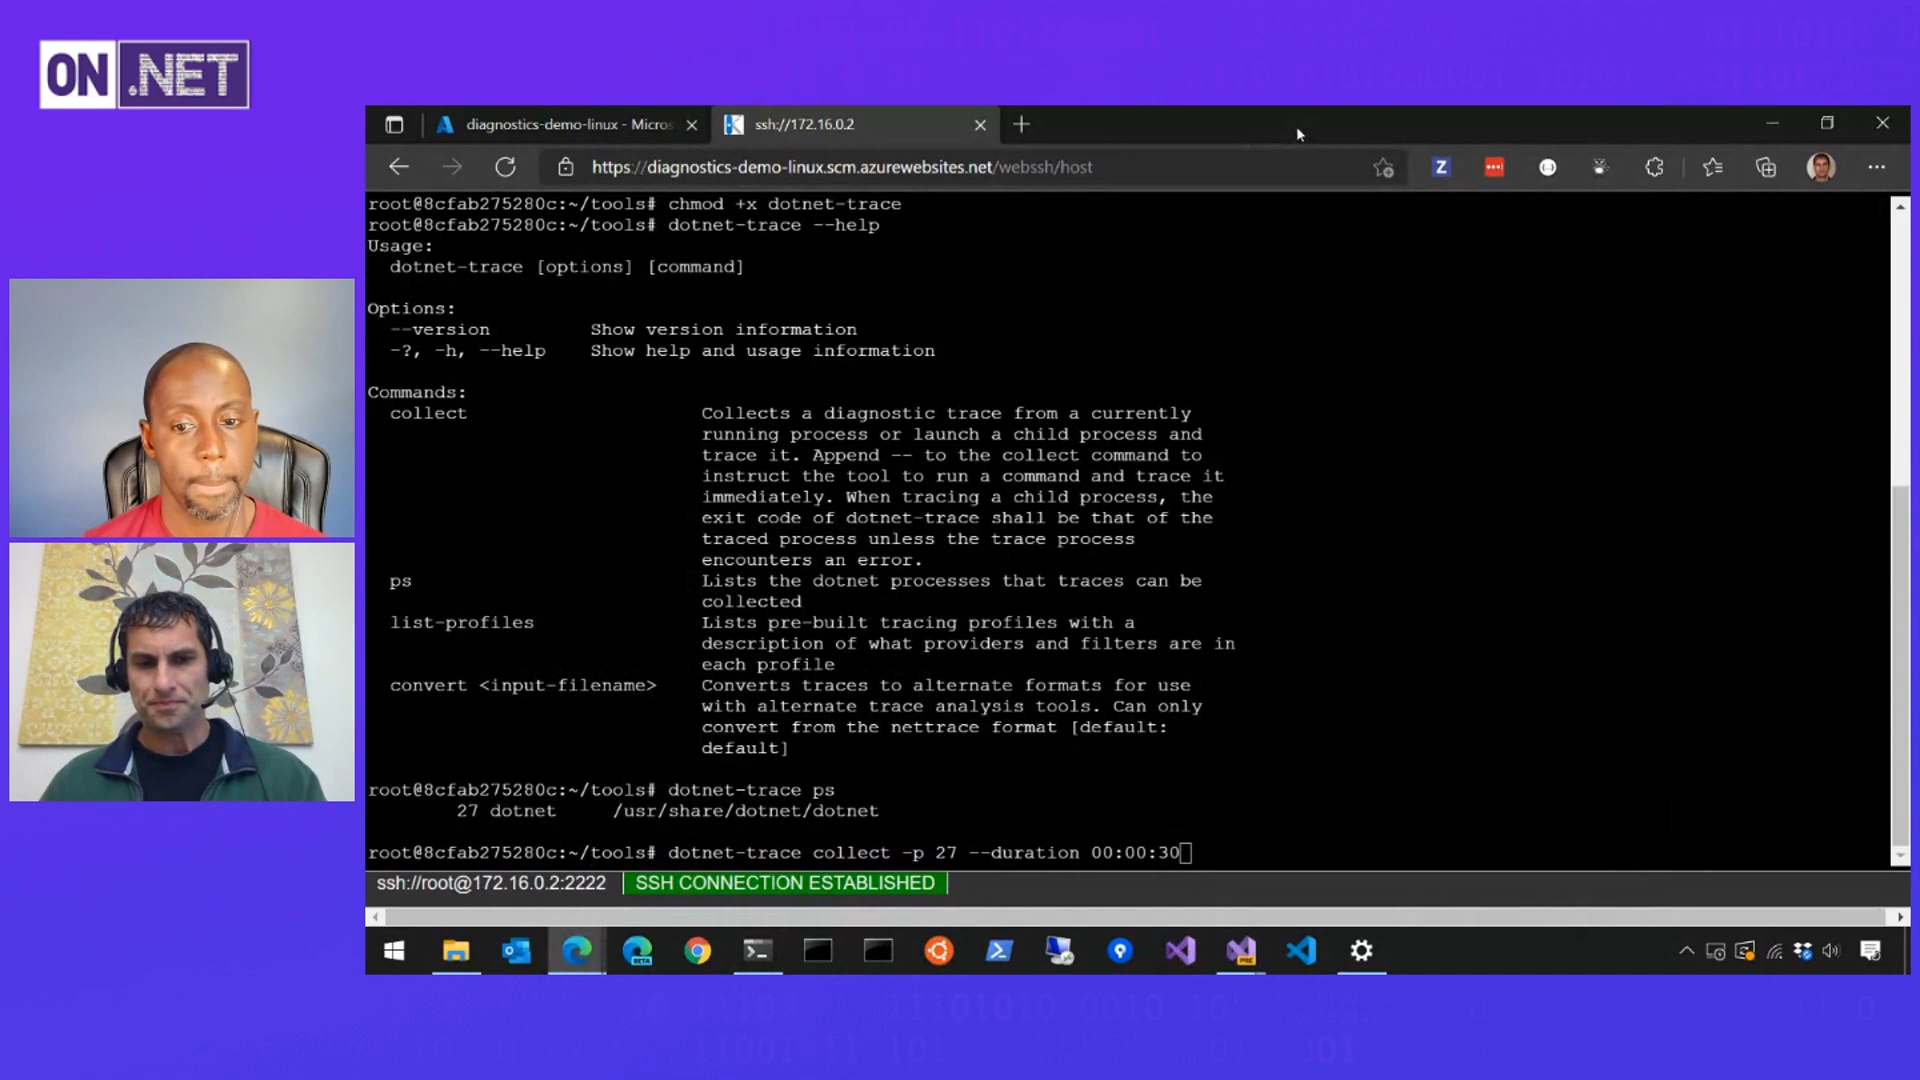 ON .NET
diagnostics-demo-linux - Micros
ssh://172.16.0.2
https://diagnostics-demo-linux.scm.azurewebsites.net/webssh/host
root@8cfab275280c:~/tools# chmod +x dotnet-trace
root@8cfab275280c:~/tools# dotnet-trace --help
Usage:
dotnet-trace [options] [command]
Options:
--version Show version information
-?, -h, --help Show help and usage information
Commands:
collect Collects a diagnostic trace from a currently
running process or launch a child process and
trace it. Append -- to the collect command to
instruct the tool to run a command and trace it
immediately. When tracing a child process, the
exit code of dotnet-trace shall be that of the
traced process unless the trace process
encounters an error.
ps Lists the dotnet processes that traces can be
collected
list-profiles Lists pre-built tracing profiles with a
description of what providers and filters are in
each profile
convert <input-filename> Converts traces to alternate formats for use
with alternate trace analysis tools. Can only
convert from the nettrace format [default:
default]
root@8cfab275280c:~/tools# dotnet-trace ps
27 dotnet /usr/share/dotnet/dotnet
root@8cfab275280c:~/tools# dotnet-trace collect -p 27 --duration 00:00:30
ssh://root@172.16.0.2:2222 SSH CONNECTION ESTABLISHED